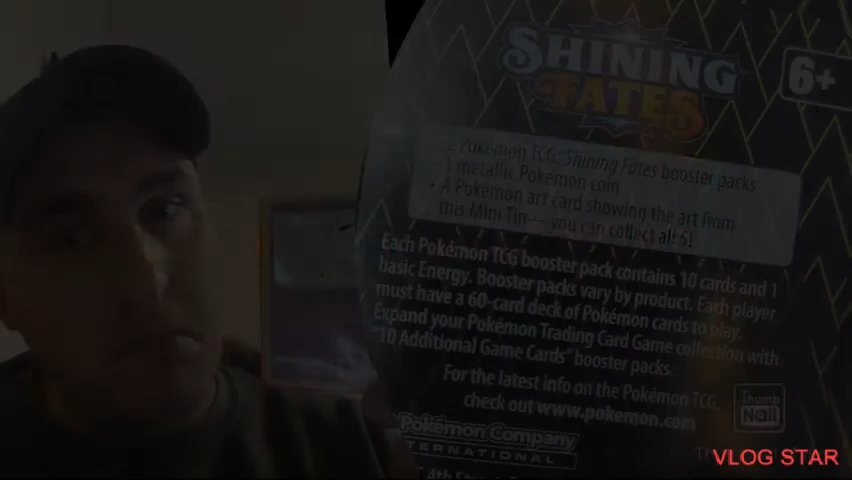 SHINING
FATES
6+
2 Pokémon TCG: Shining Fates booster packs
• 1 metallic Pokémon coin
• A Pokémon art card showing the art from
this Mini Tin— you can collect all 5!
Each Pokémon TCG booster pack contains 10 cards and 1
basic Energy. Booster packs vary by product. Each player
must have a 60-card deck of Pokémon cards to play.
Expand your Pokémon Trading Card Game collection with
"10 Additional Game Cards" booster packs.
For the latest info on the Pokémon TCG,
check out www.pokemon.com
Pokémon Company
TERNATIONAL
Thomb
Nail
VLOG STAR